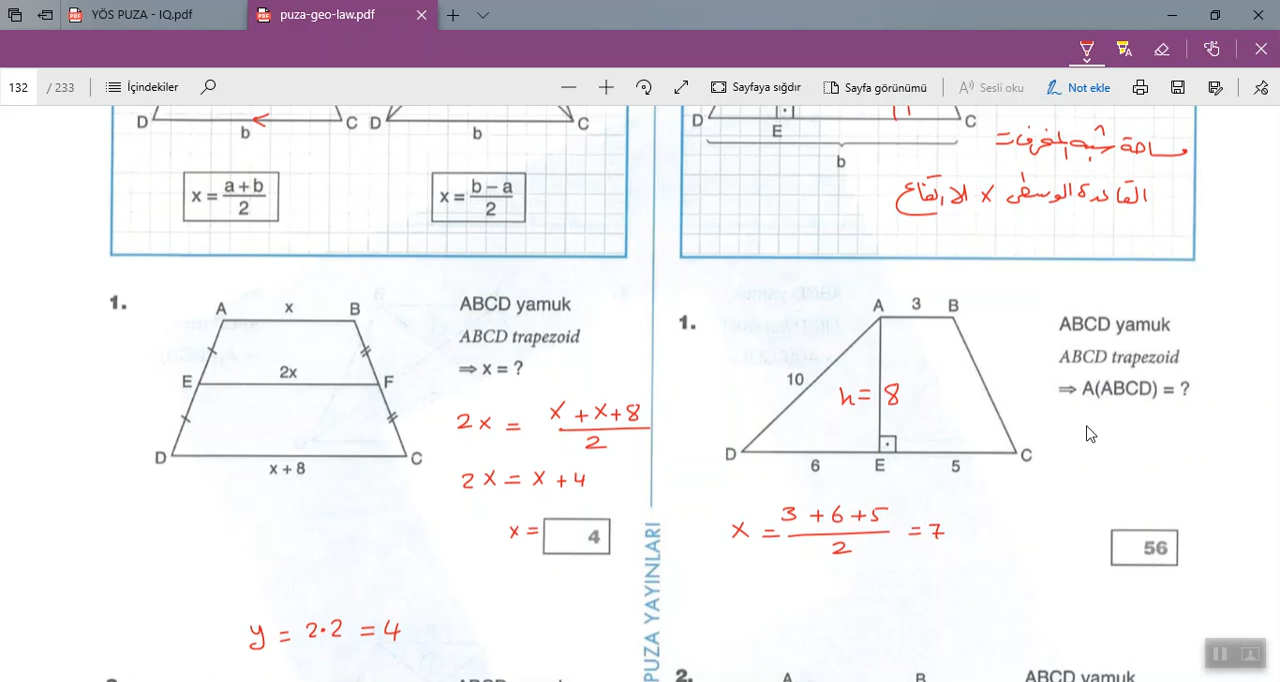 YÖS PUZA - IQ.pdf
puza-geo-law.pdf
132 / 233
İçindekiler
Sayfaya sığdır
Sayfa görünümü
Sesli oku
Not ekle
D b C
D b C
x = (a + b)/2
x = (b – a)/2
D E C
b
مساحة شبه المنحرف =
القاعدة الوسطى × الارتفاع
1.
A x B
E 2x F
D x + 8 C
ABCD yamuk
ABCD trapezoid
⇒ x = ?
2x = (x + x + 8)/2
2x = x + 4
x = 4
y = 2·2 = 4
PUZA YAYINLARI
1.
A 3 B
10
h = 8
D 6 E 5 C
ABCD yamuk
ABCD trapezoid
⇒ A(ABCD) = ?
x = (3 + 6 + 5)/2 = 7
56
2.
A B
ABCD yamuk